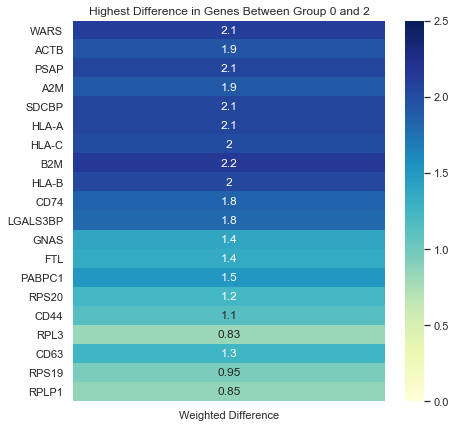 Highest Difference in Genes Between Group 0 and 2
WARS 2.1
ACTB 1.9
PSAP 2.1
A2M 1.9
SDCBP 2.1
HLA-A 2.1
HLA-C 2
B2M 2.2
HLA-B 2
CD74 1.8
LGALS3BP 1.8
GNAS 1.4
FTL 1.4
PABPC1 1.5
RPS20 1.2
CD44 1.1
RPL3 0.83
CD63 1.3
RPS19 0.95
RPLP1 0.85
Weighted Difference
2.5
2.0
1.5
1.0
0.5
0.0